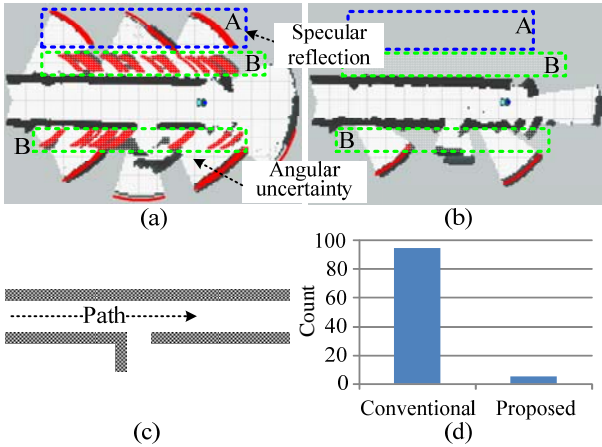 A
Specular
reflection
B
B
Angular
uncertainty
(a)
A
B
B
(b)
Path
(c)
Count
100
80
60
40
20
0
Conventional
Proposed
(d)